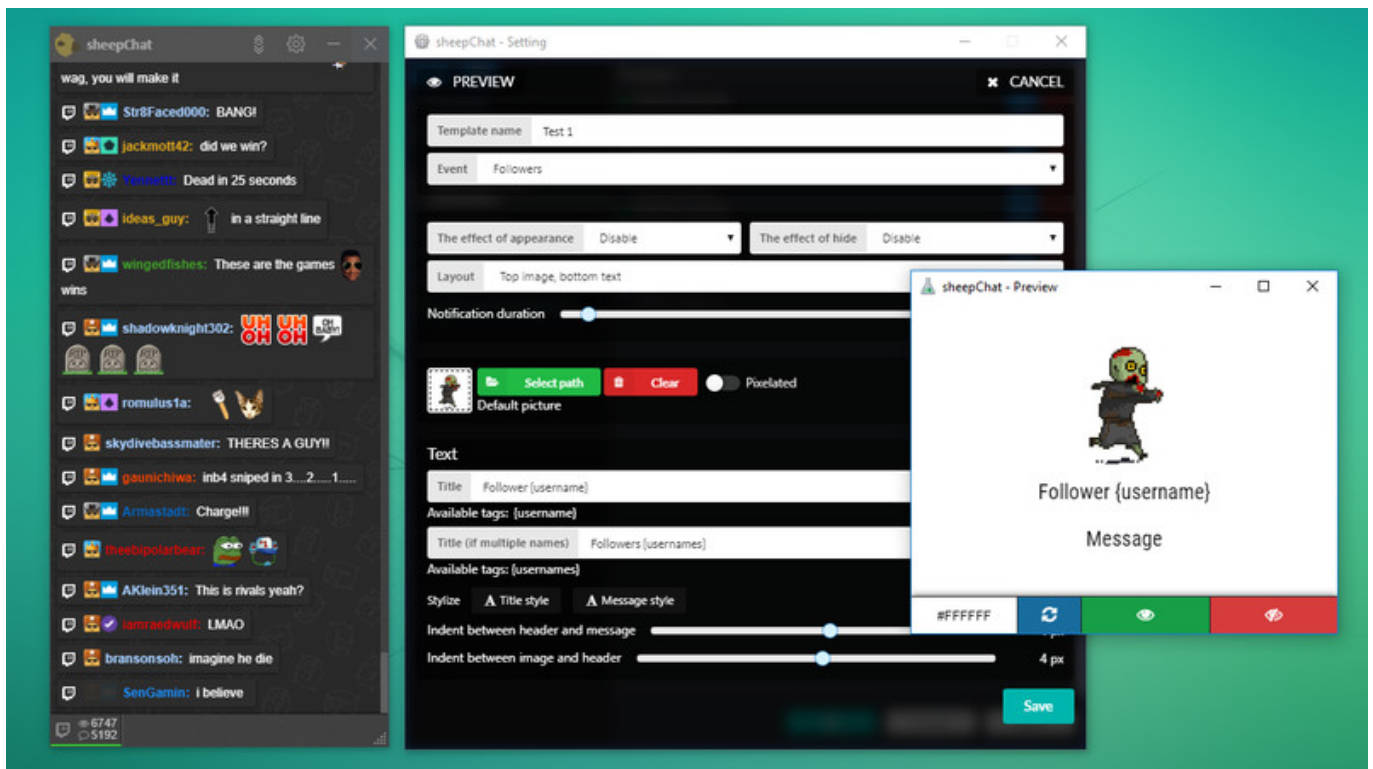 sheepChat
wag, you will make it
Str8Faced000: BANG!
jackmott42: did we win?
Dead in 25 seconds
ideas_guy: in a straight line
wingedfishes: These are the games
wins
shadowknight302: UH OH UH OH OH BABY!
RIP RIP RIP
romulus1a:
skydivebassmater: THERES A GUY!!
gaunichiwa: inb4 sniped in 3....2.....1.....
Armastadt: Charge!!!
theebipolarbear:
AKlein351: This is rivals yeah?
iamraedwulf: LMAO
bransonsoh: imagine he die
SenGamin: i believe
6747
5192
sheepChat - Setting
PREVIEW
CANCEL
Template name Test 1
Event Followers
The effect of appearance Disable The effect of hide Disable
Layout Top image, bottom text
Notification duration
Select path Clear Pixelated
Default picture
Text
Title Follower {username}
Available tags: {username}
Title (if multiple names) Followers {usernames}
Available tags: {usernames}
Stylize A Title style A Message style
Indent between header and message px
Indent between image and header 4 px
Save
sheepChat - Preview
Follower {username}
Message
#FFFFFF